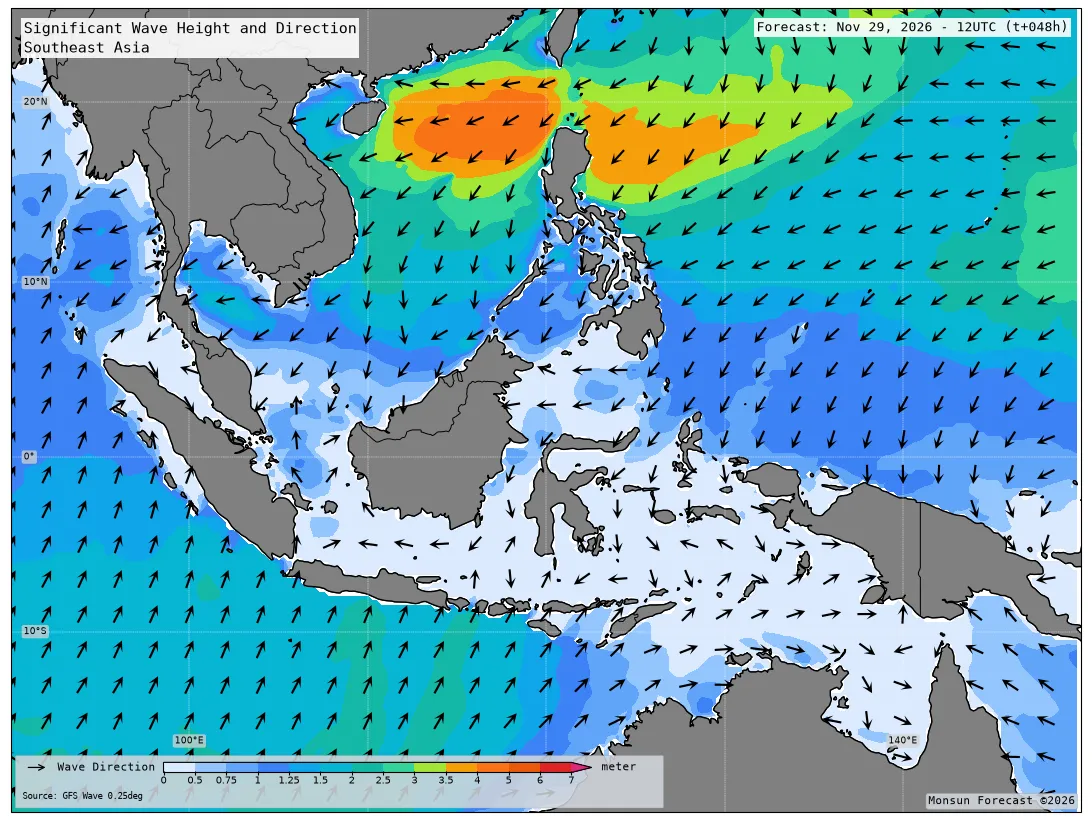 Significant Wave Height and Direction
Southeast Asia
Forecast: Nov 29, 2026 - 12UTC (t+048h)
20°N
10°N
0°
10°S
100°E
140°E
Wave Direction
meter
0 0.5 0.75 1 1.25 1.5 2 2.5 3 3.5 4 5 6 7
Source: GFS Wave 0.25deg
Monsun Forecast ©2026